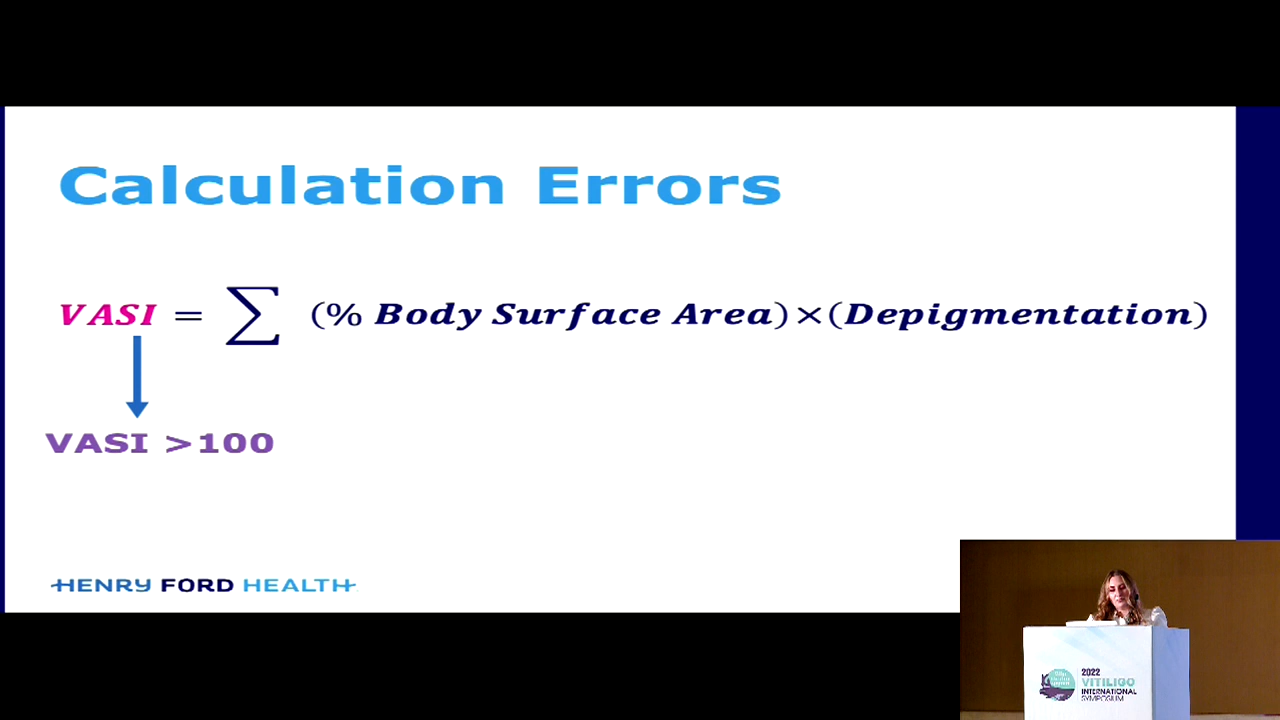 Calculation Errors
VASI = ∑ (% Body Surface Area)×(Depigmentation)
VASI >100
HENRY FORD HEALTH
2022
VITILIGO
INTERNATIONAL
SYMPOSIUM